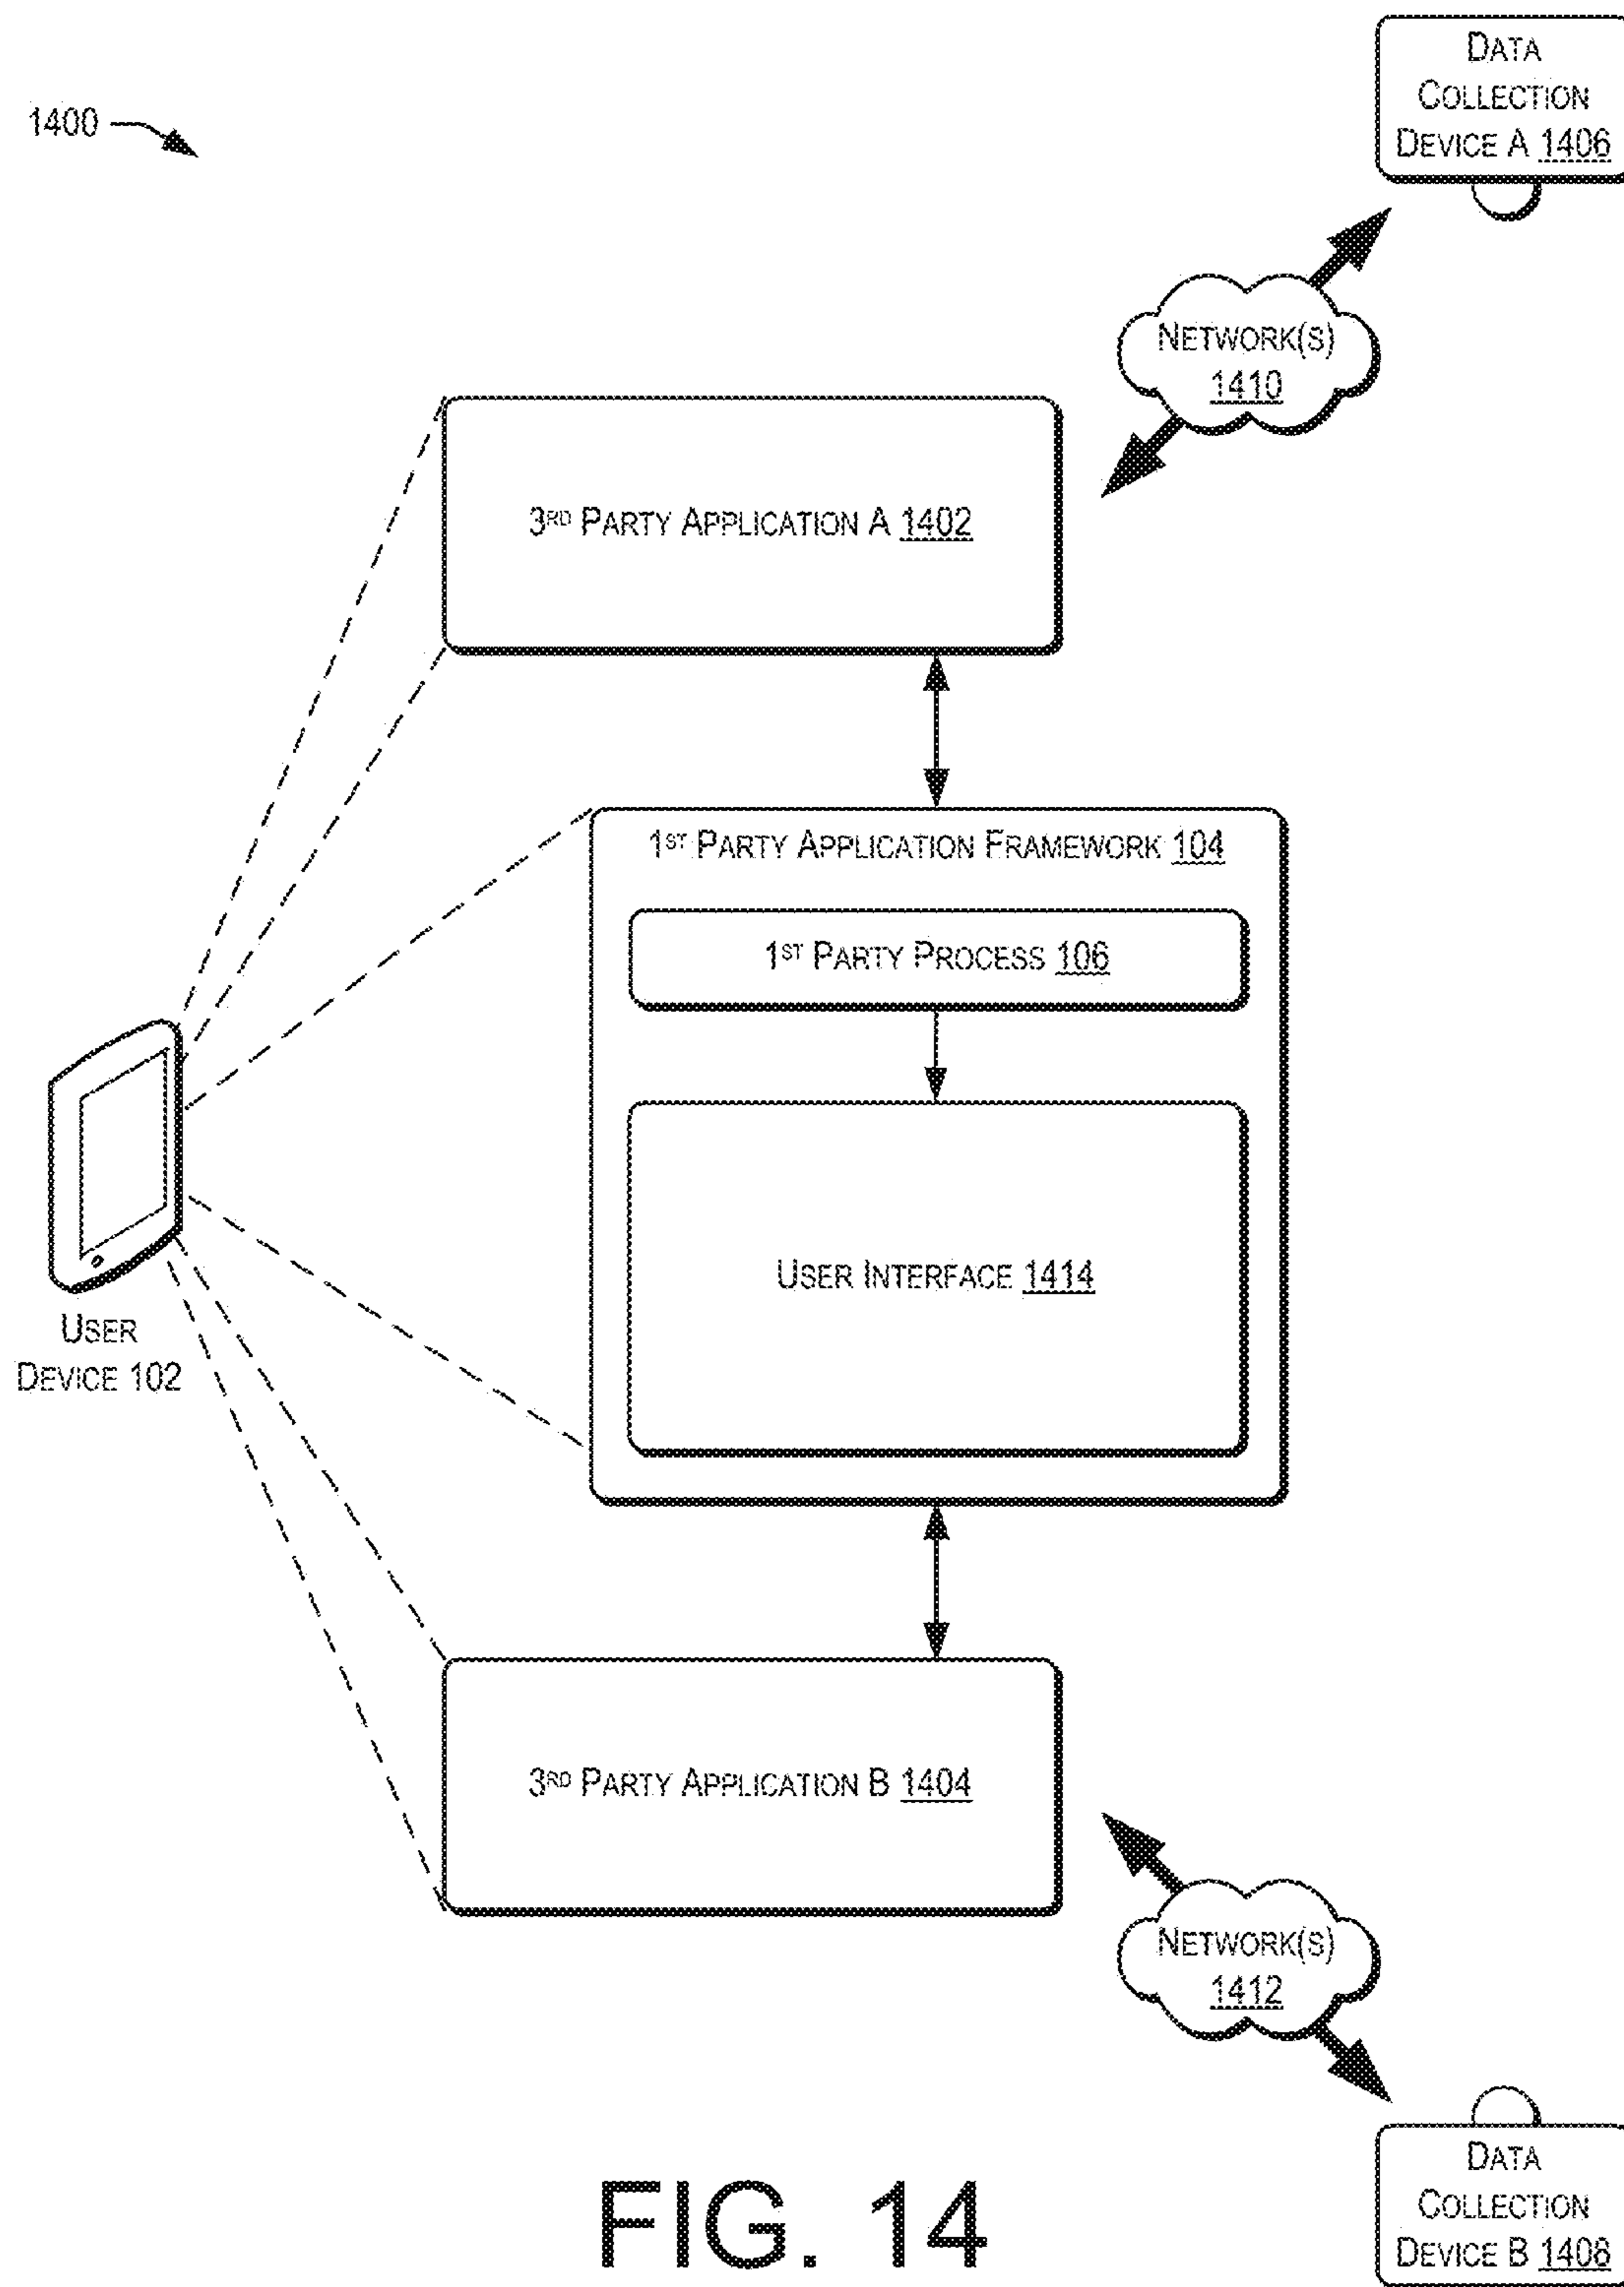 1400
DATA
COLLECTION
DEVICE A 1406
NETWORK(S)
1410
3RD PARTY APPLICATION A 1402
1ST PARTY APPLICATION FRAMEWORK 104
1ST PARTY PROCESS 106
USER INTERFACE 1414
USER
DEVICE 102
3RD PARTY APPLICATION B 1404
NETWORK(S)
1412
DATA
COLLECTION
DEVICE B 1408
FIG. 14